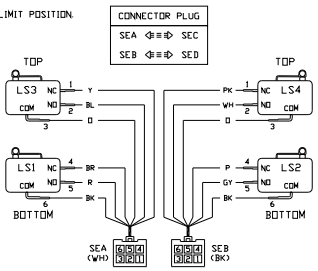 LIMIT POSITION.
CONNECTOR PLUG
SEA SEC
SEB SED
TOP TOP
LS3 NC 1 Y PK 1 NC LS4
COM NO 2 BL WH 2 NO COM
3 O O 3
LS1 NC 4 BR P 4 NC LS2
COM NO 5 R GY 5 NO COM
6 BK BK 6
BOTTOM BOTTOM
SEA 6 5 4 SEB 6 5 4
(WH) 3 2 1 (BK) 3 2 1